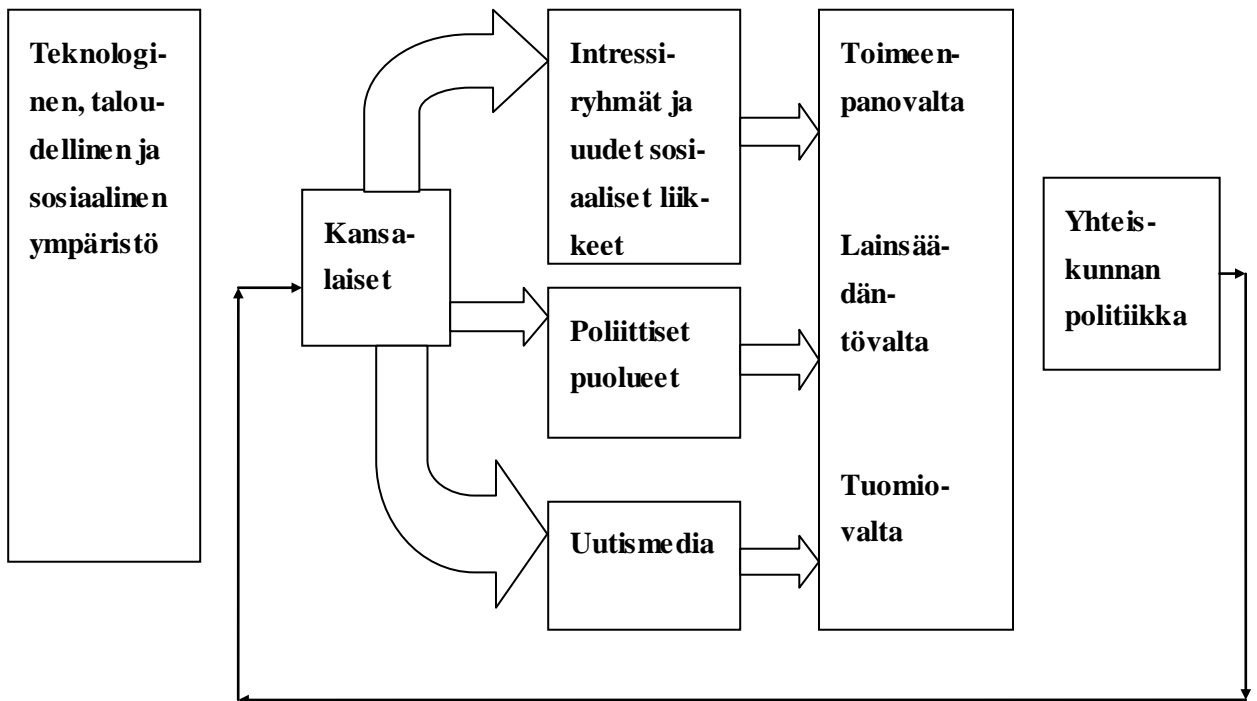 Teknologi-
nen, talou-
dellinen ja
sosiaalinen
ympäristö
Kansa-
laiset
Intressi-
ryhmät ja
uudet sosi-
aaliset liik-
keet
Poliittiset
puolueet
Uutismedia
Toimeen-
panovalta
Lainsää-
dän-
tövalta
Tuomio-
valta
Yhteis-
kunnan
politiikka